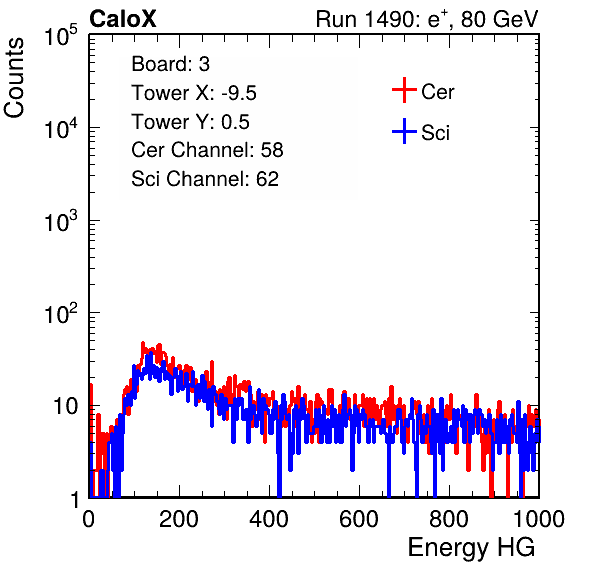 CaloX Run 1490: e⁺, 80 GeV
Counts
Board: 3
Tower X: -9.5
Tower Y: 0.5
Cer Channel: 58
Sci Channel: 62
Cer
Sci
10⁵
10⁴
10³
10²
10
1
0 200 400 600 800 1000
Energy HG